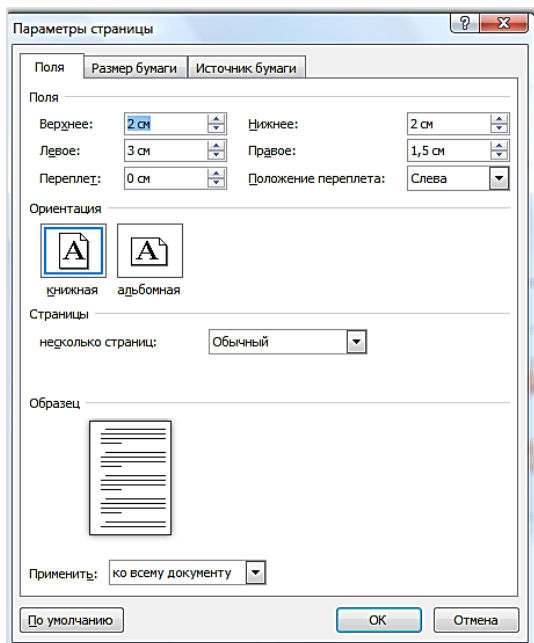 Параметры страницы
Поля Размер бумаги Источник бумаги
Поля
Верхнее: 2 см Нижнее: 2 см
Левое: 3 см Правое: 1,5 см
Переплет: 0 см Положение переплета: Слева
Ориентация
A A
книжная альбомная
Страницы
несколько страниц: Обычный
Образец
Применить: ко всему документу
По умолчанию ОК Отмена